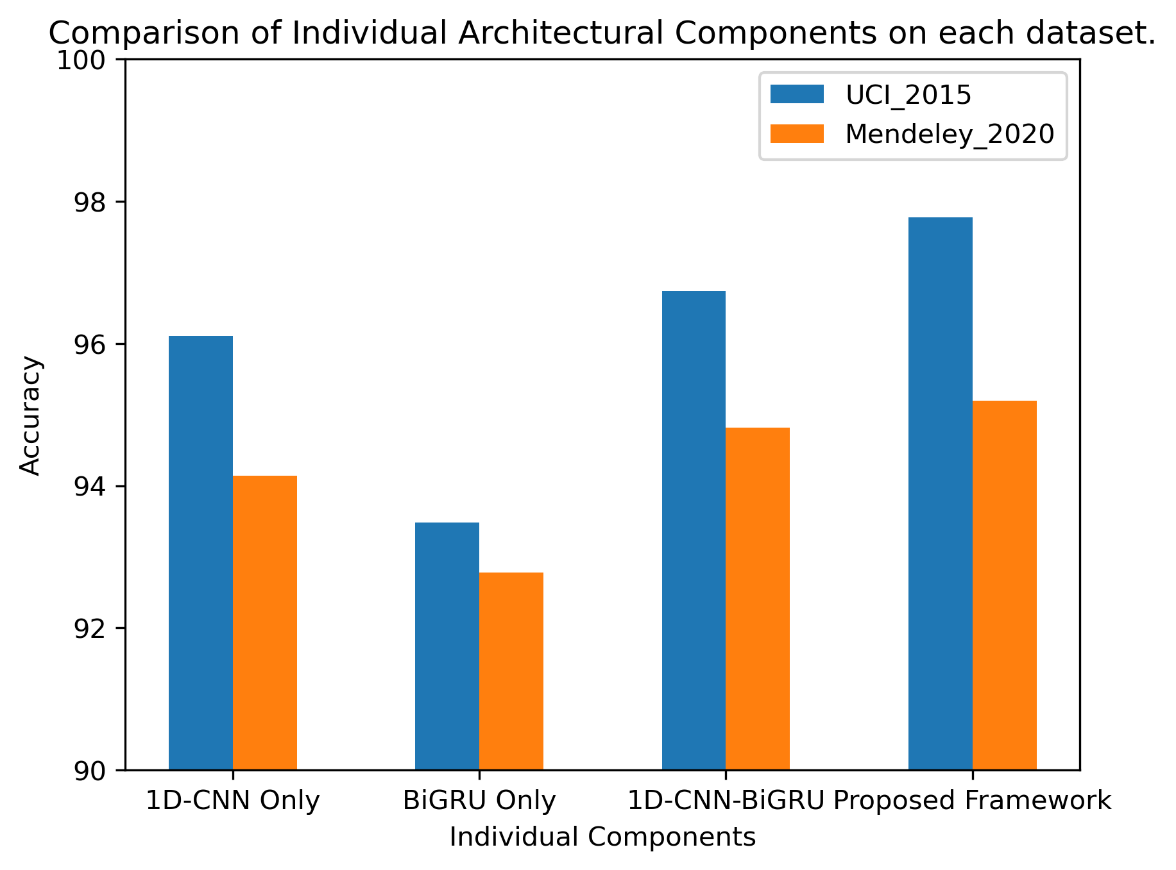 Comparison of Individual Architectural Components on each dataset.
100
98
96
94
92
90
Accuracy
UCI_2015
Mendeley_2020
1D-CNN Only
BiGRU Only
1D-CNN-BiGRU
Proposed Framework
Individual Components